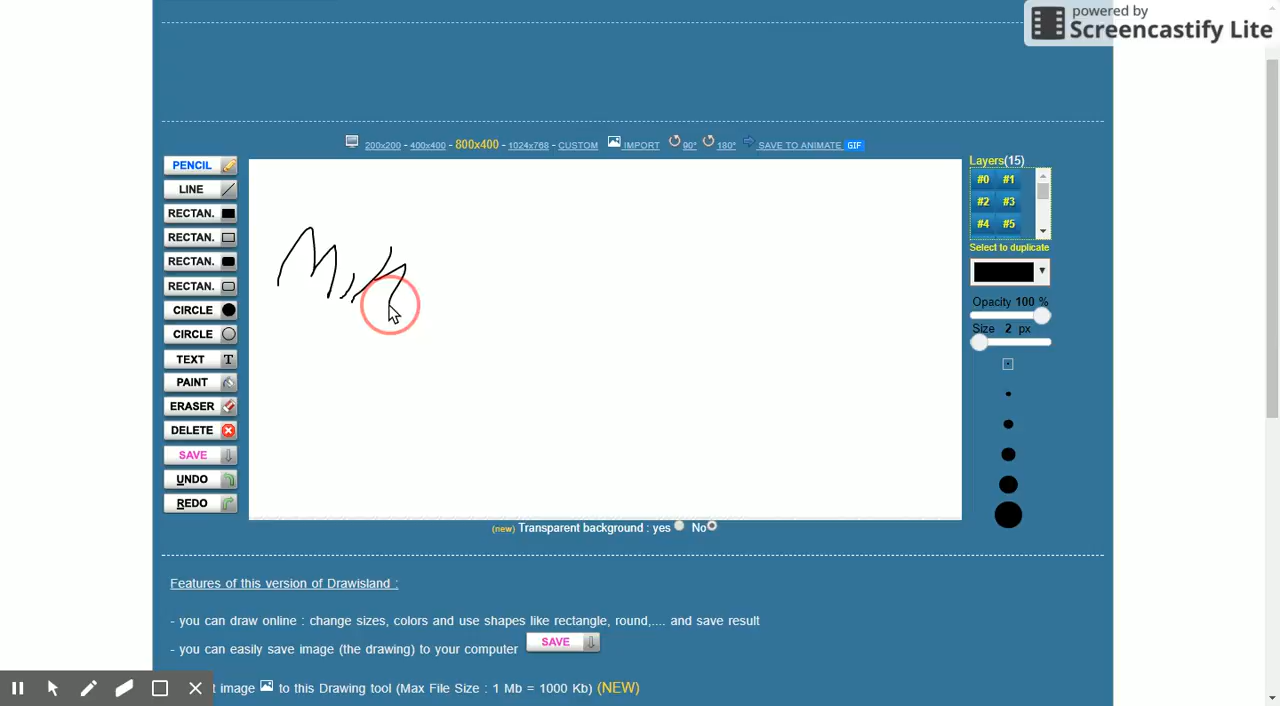 powered by
Screencastify Lite
200x200 - 400x400 - 800x400 - 1024x768 - CUSTOM IMPORT 90° 180° SAVE TO ANIMATE GIF
PENCIL
LINE
RECTAN.
RECTAN.
RECTAN.
RECTAN.
CIRCLE
CIRCLE
TEXT T
PAINT
ERASER
DELETE
SAVE
UNDO
REDO
Layers(15)
#0 #1
#2 #3
#4 #5
Select to duplicate
Opacity 100 %
Size 2 px
(new) Transparent background : yes No
Features of this version of Drawisland :
- you can draw online : change sizes, colors and use shapes like rectangle, round,.... and save result
- you can easily save image (the drawing) to your computer SAVE
t image to this Drawing tool (Max File Size : 1 Mb = 1000 Kb) (NEW)